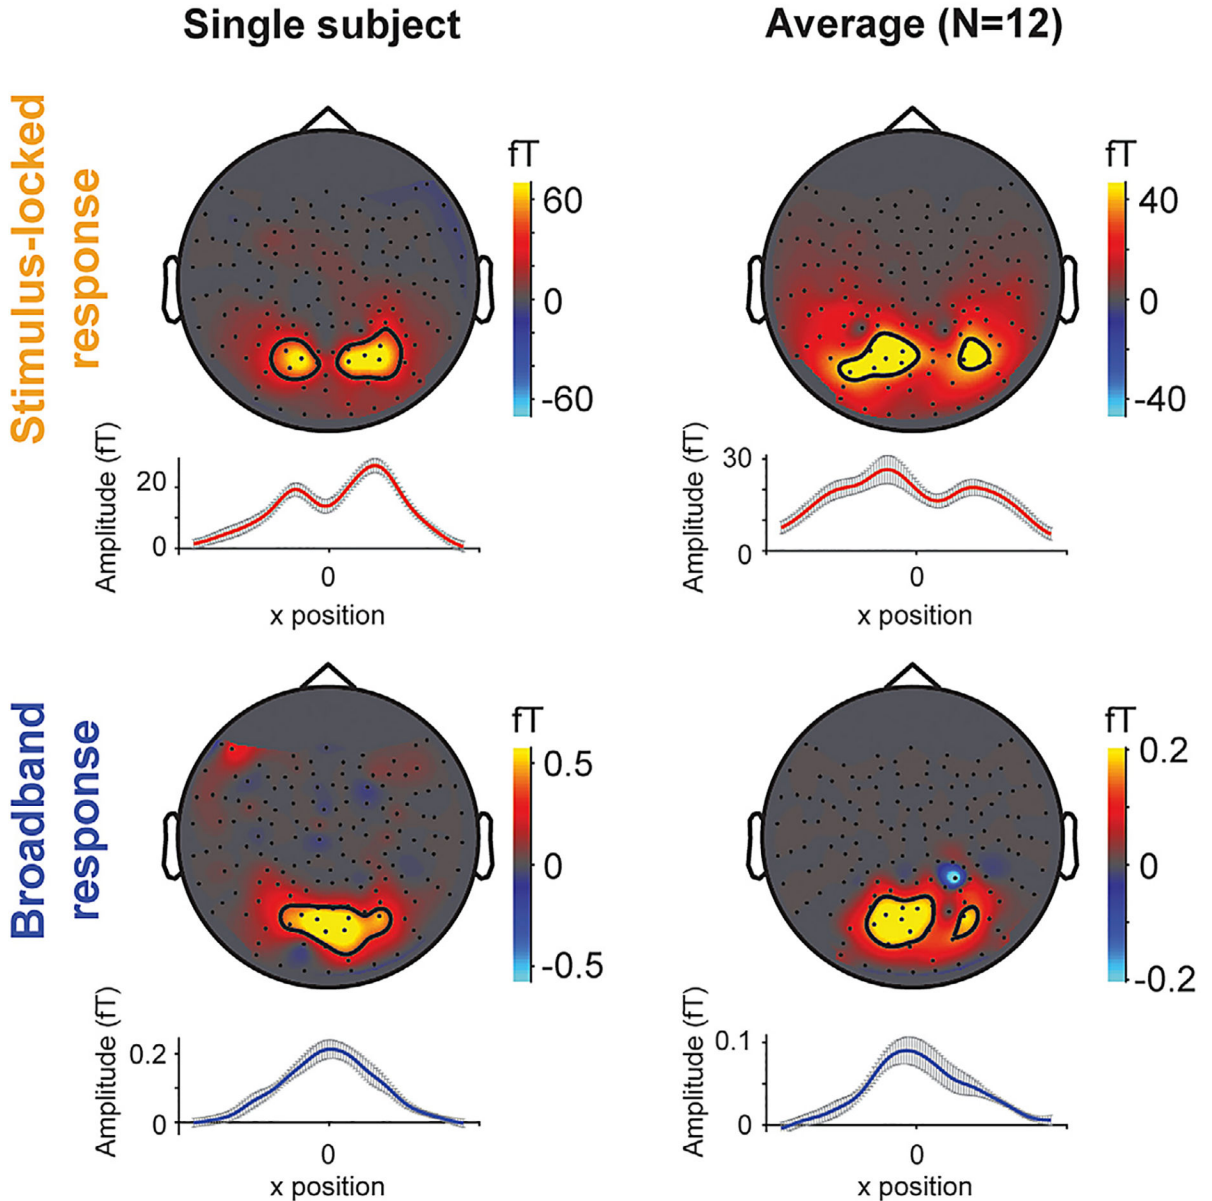 Single subject
Average (N=12)
Stimulus-locked
response
fT
60
0
-60
fT
40
0
-40
Amplitude (fT)
20
0
0
x position
Amplitude (fT)
30
0
0
x position
Broadband
response
fT
0.5
0
-0.5
fT
0.2
0
-0.2
Amplitude (fT)
0.2
0
0
x position
Amplitude (fT)
0.1
0
0
x position